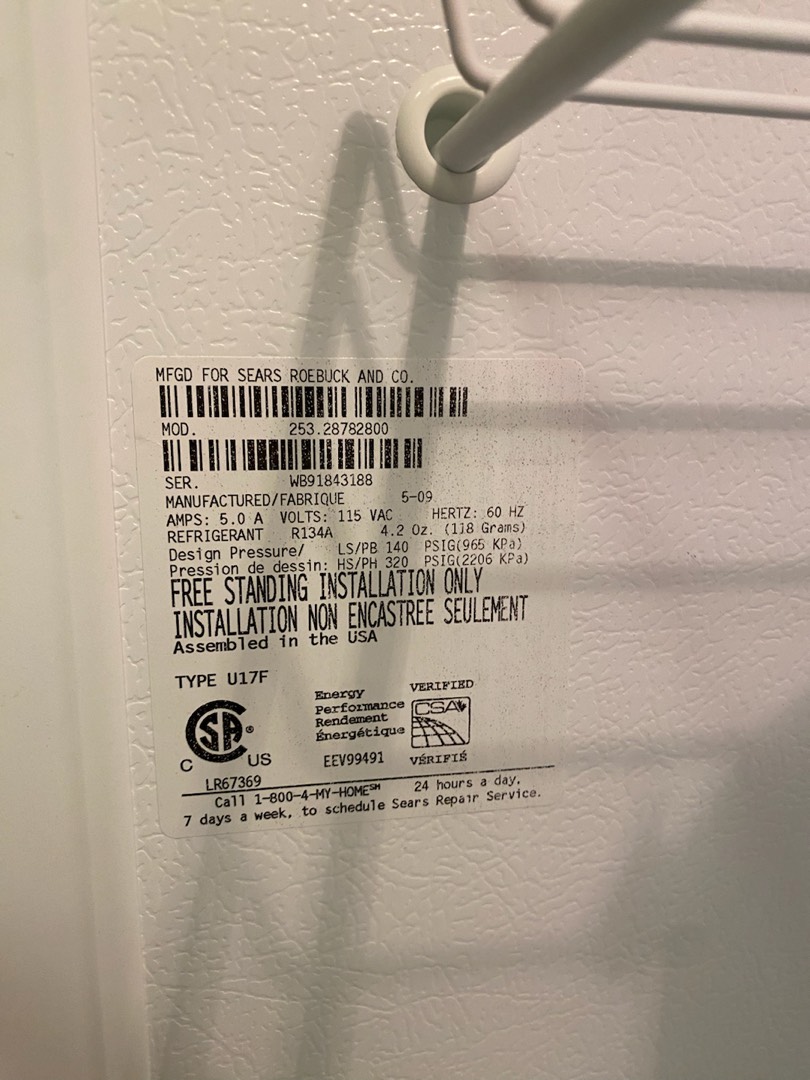 MFGD FOR SEARS ROEBUCK AND CO.
MOD. 253.28782800
SER. WB91843188
MANUFACTURED/FABRIQUE 5-09
AMPS: 5.0 A VOLTS: 115 VAC HERTZ: 60 HZ
REFRIGERANT R134A 4.2 Oz. (118 Grams)
Design Pressure/ LS/PB 140 PSIG(965 KPa)
Pression de dessin: HS/PH 320 PSIG(2206 KPa)
FREE STANDING INSTALLATION ONLY
INSTALLATION NON ENCASTREE SEULEMENT
Assembled in the USA
TYPE U17F
SA®
C US
LR67369
Energy
Performance
Rendement
Énergétique
EEV99491
VERIFIED
CSA
VÉRIFIÉ
Call 1-800-4-MY-HOME℠ 24 hours a day,
7 days a week, to schedule Sears Repair Service.